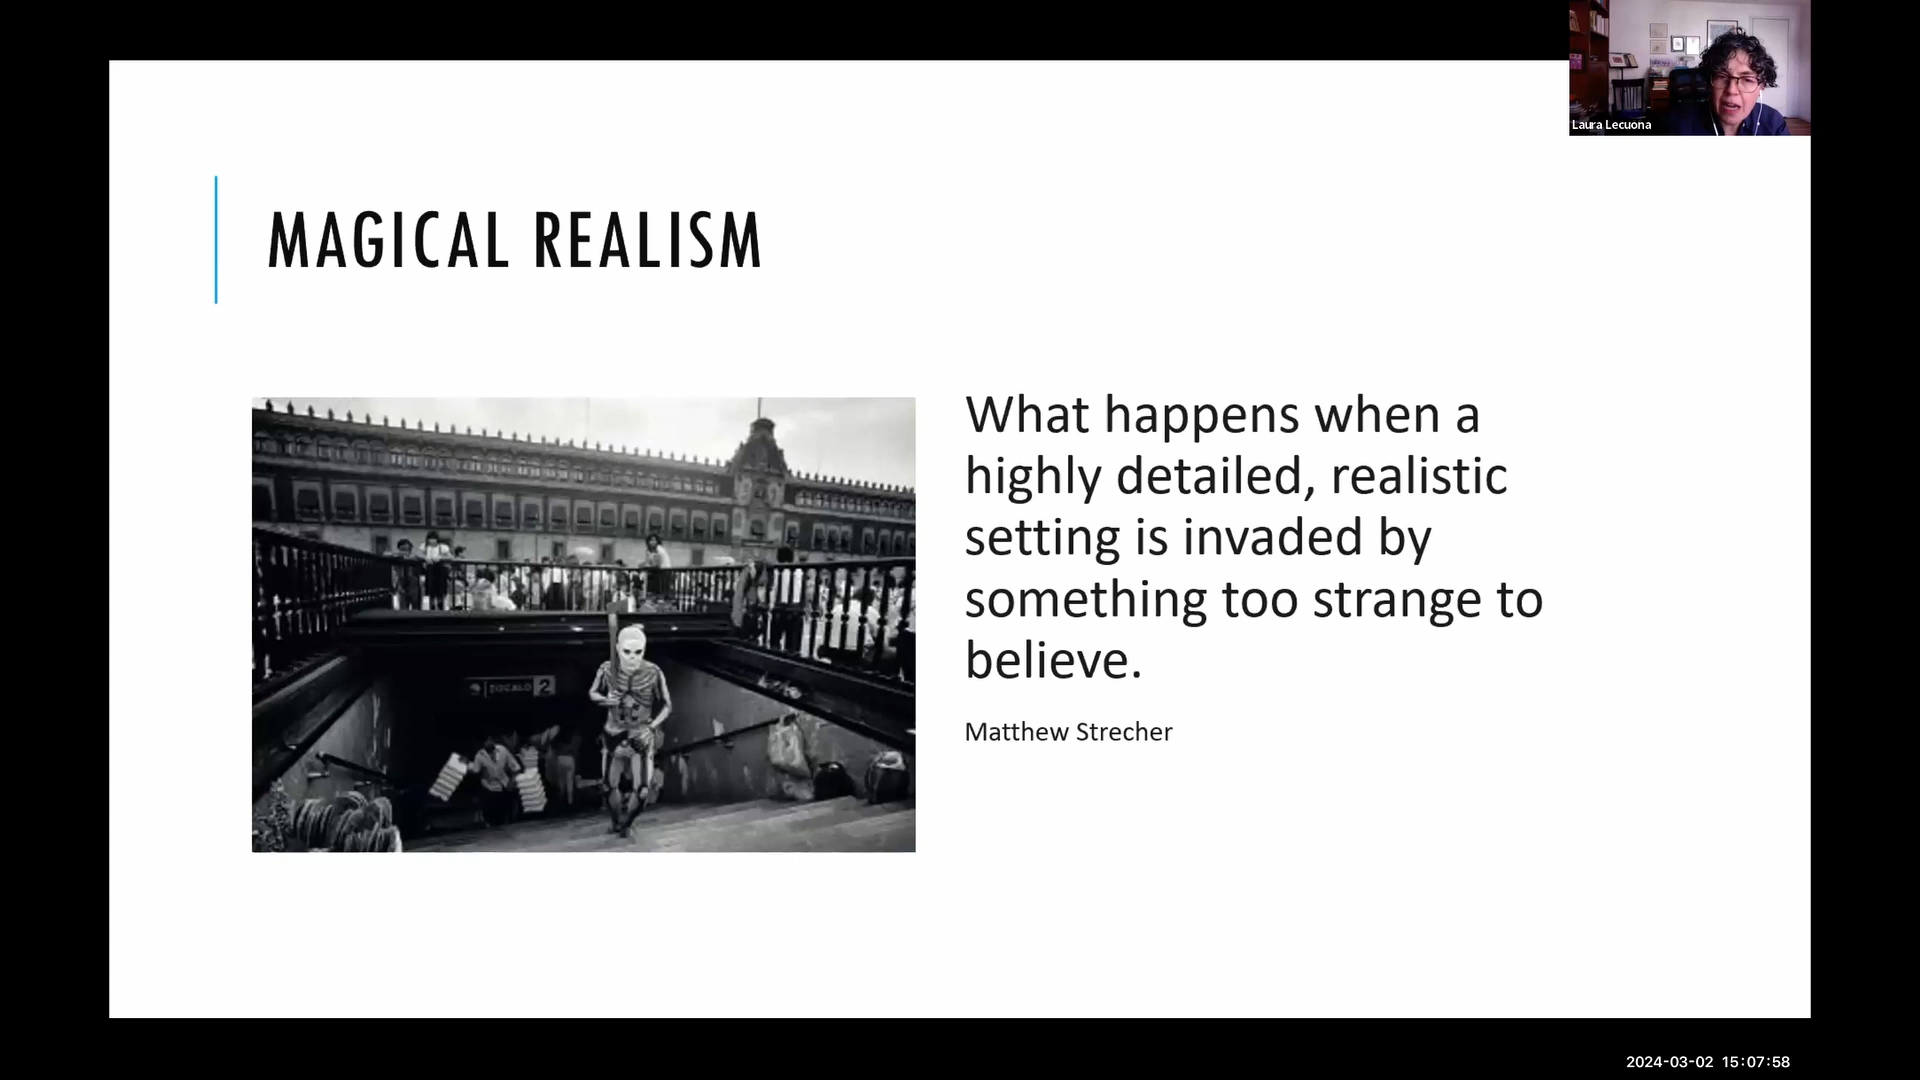 Laura Lecuona
MAGICAL REALISM
What happens when a
highly detailed, realistic
setting is invaded by
something too strange to
believe.
Matthew Strecher
ZOCALO 2
2024-03-02 15:07:58